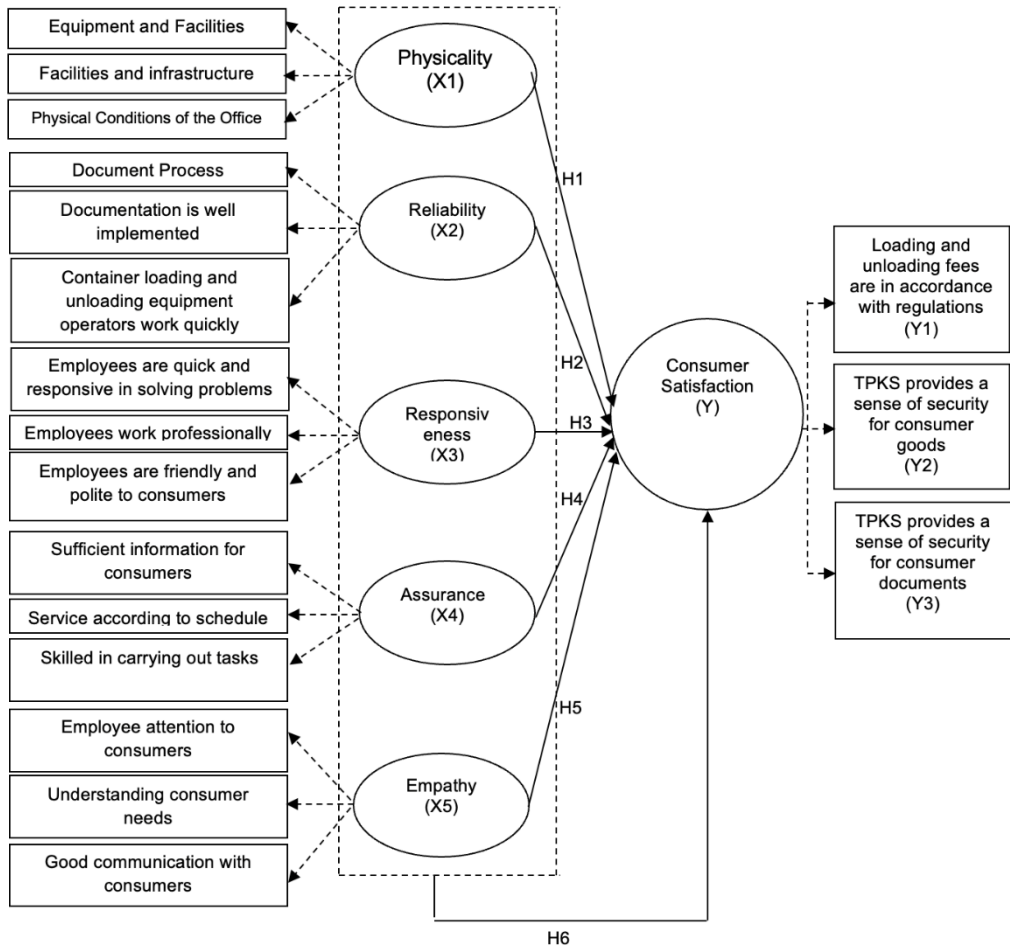 Equipment and Facilities
Facilities and infrastructure
Physical Conditions of the Office
Physicality
(X1)
H1
Document Process
Documentation is well
implemented
Container loading and
unloading equipment
operators work quickly
Reliability
(X2)
H2
Employees are quick and
responsive in solving problems
Employees work professionally
Employees are friendly and
polite to consumers
Responsiv
eness
(X3)
H3
Sufficient information for
consumers
Service according to schedule
Skilled in carrying out tasks
Assurance
(X4)
H4
Employee attention to
consumers
Understanding consumer
needs
Good communication with
consumers
Empathy
(X5)
H5
H6
Consumer
Satisfaction
(Y)
Loading and
unloading fees
are in accordance
with regulations
(Y1)
TPKS provides a
sense of security
for consumer
goods
(Y2)
TPKS provides a
sense of security
for consumer
documents
(Y3)